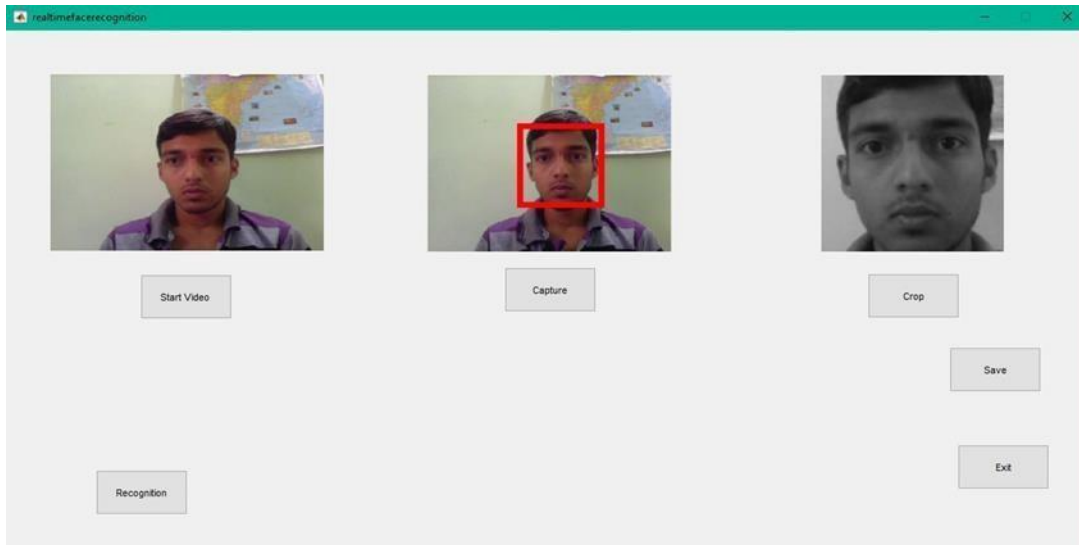 realtimefacerecognition
Start Video
Capture
Crop
Save
Exit
Recognition